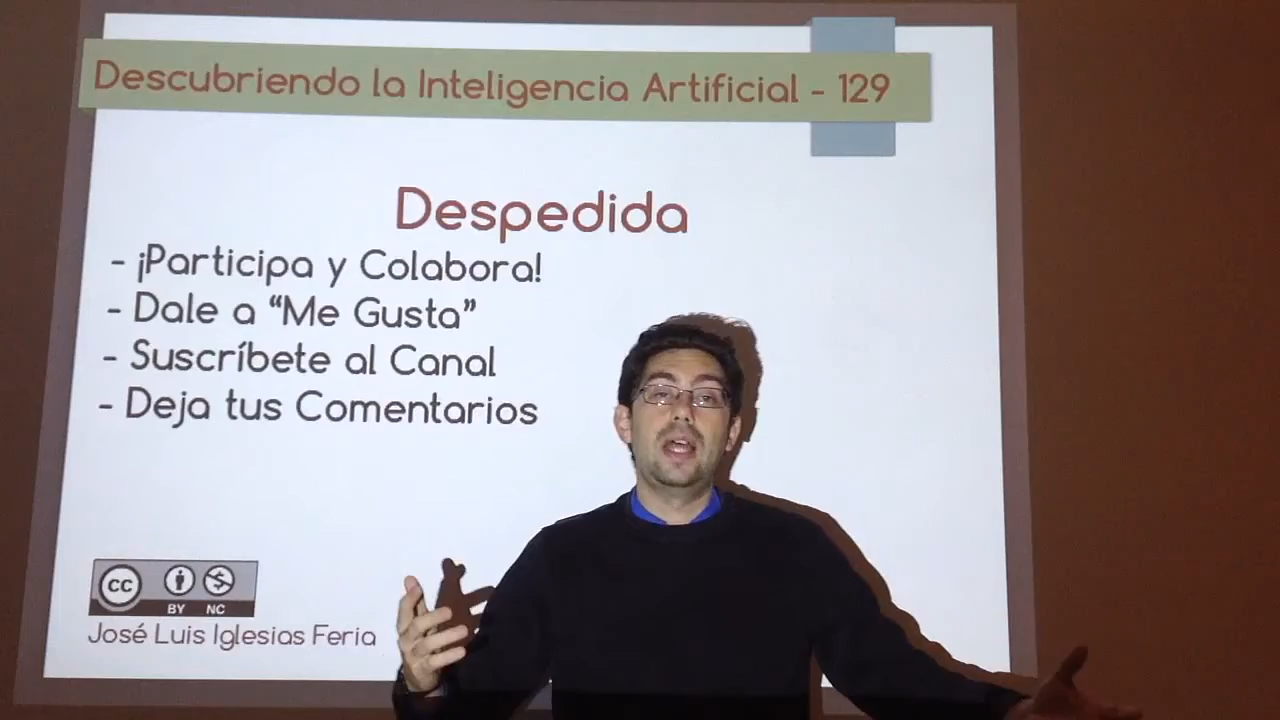 Descubriendo la Inteligencia Artificial - 129
Despedida
- ¡Participa y Colabora!
- Dale a “Me Gusta”
- Suscríbete al Canal
- Deja tus Comentarios
CC
BY NC
José Luis Iglesias Feria